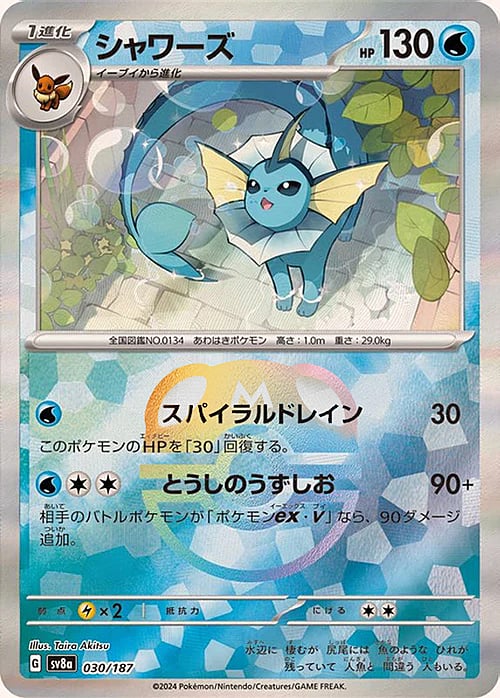 1進化 シャワーズ HP 130
イーブイから進化
全国図鑑NO.0134 あわはきポケモン 高さ:1.0m 重さ:29.0kg
スパイラルドレイン 30
このポケモンのHPを「30」回復する。
とうしのうずしお 90+
相手のバトルポケモンが「ポケモンex・V」なら、90ダメージ
追加。
弱点 ×2 抵抗力 にげる
Illus. Taira Akitsu
G sv8a 030/187
水辺に 棲むが 尻尾には 魚のような ひれが
残っていて 人魚と 間違う 人もいる。
©2024 Pokémon/Nintendo/Creatures/GAME FREAK.